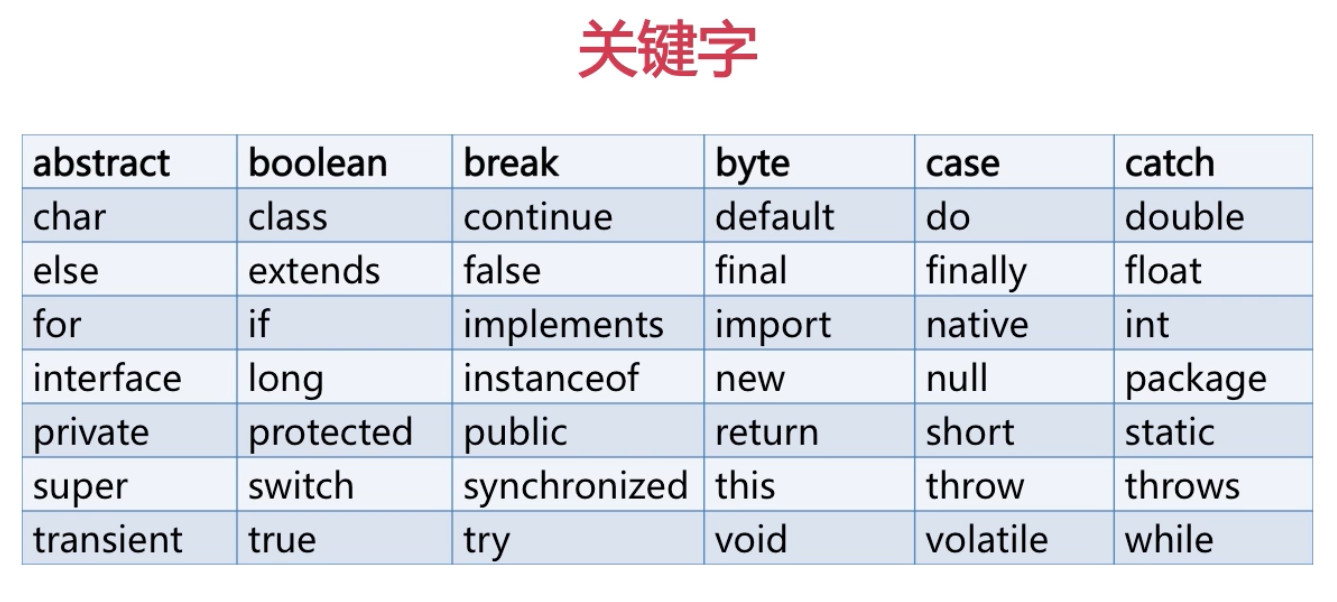 关键字
abstract boolean break byte case catch
char class continue default do double
else extends false final finally float
for if implements import native int
interface long instanceof new null package
private protected public return short static
super switch synchronized this throw throws
transient true try void volatile while